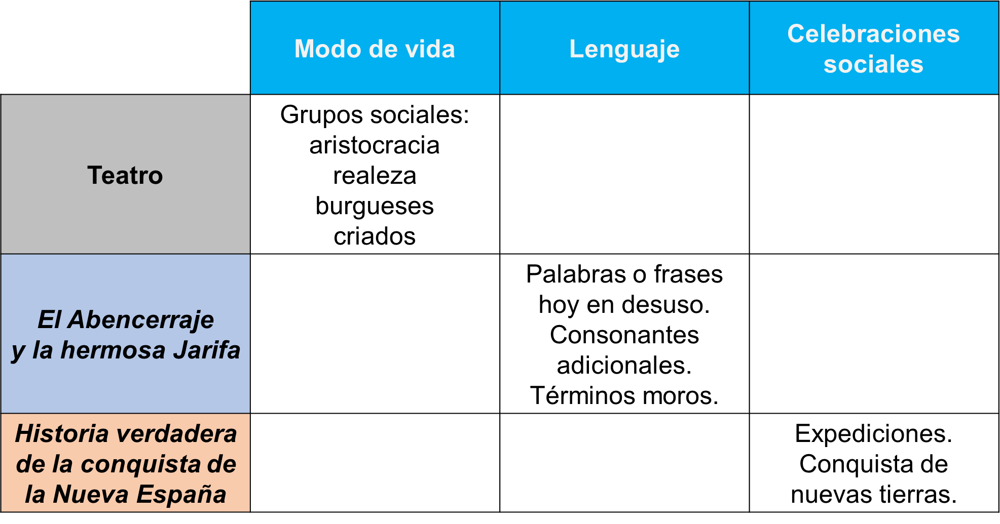 Modo de vida
Lenguaje
Celebraciones
sociales
Teatro
Grupos sociales:
aristocracia
realeza
burgueses
criados
El Abencerraje
y la hermosa Jarifa
Palabras o frases
hoy en desuso.
Consonantes
adicionales.
Términos moros.
Historia verdadera
de la conquista de
la Nueva España
Expediciones.
Conquista de
nuevas tierras.